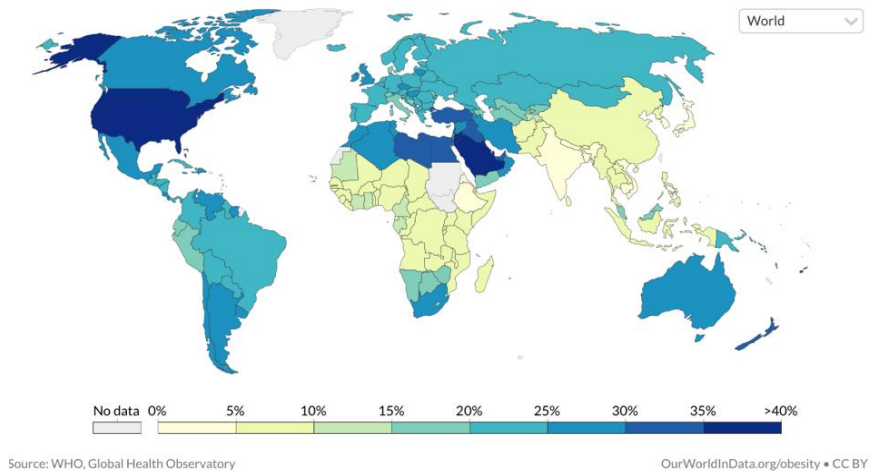 World
No data 0% 5% 10% 15% 20% 25% 30% 35% >40%
Source: WHO, Global Health Observatory
OurWorldInData.org/obesity • CC BY